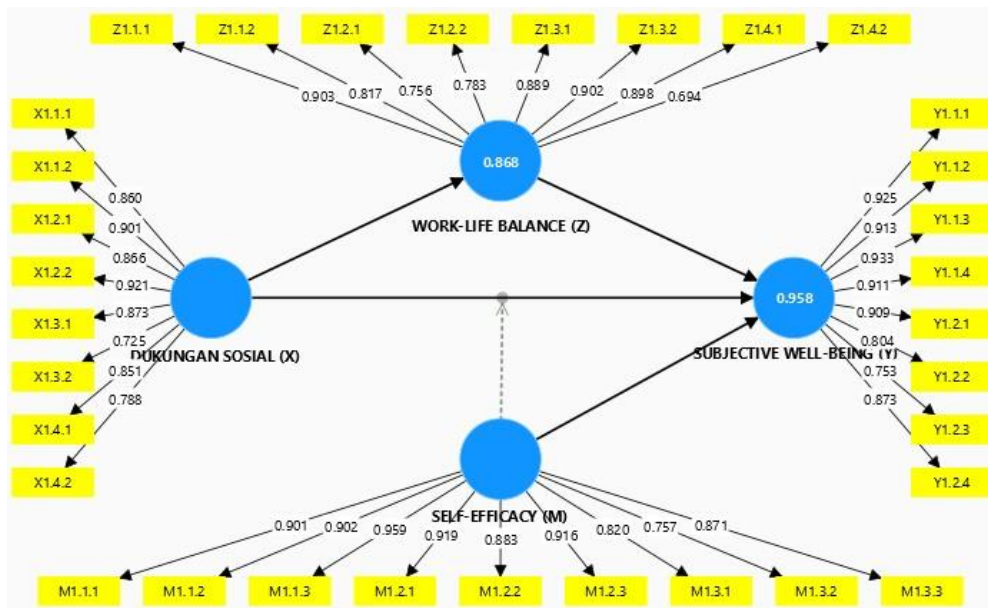 Z1.1.1 Z1.1.2 Z1.2.1 Z1.2.2 Z1.3.1 Z1.3.2 Z1.4.1 Z1.4.2
0.903 0.817 0.756 0.783 0.889 0.902 0.898 0.694
0.868
WORK-LIFE BALANCE (Z)
X1.1.1
X1.1.2
X1.2.1
X1.2.2
X1.3.1
X1.3.2
X1.4.1
X1.4.2
0.860
0.901
0.866
0.921
0.873
0.725
0.851
0.788
DUKUNGAN SOSIAL (X)
0.958
SUBJECTIVE WELL-BEING (Y)
0.925
0.913
0.933
0.911
0.909
0.804
0.753
0.873
Y1.1.1
Y1.1.2
Y1.1.3
Y1.1.4
Y1.2.1
Y1.2.2
Y1.2.3
Y1.2.4
SELF-EFFICACY (M)
0.901 0.902 0.959 0.919 0.883 0.916 0.820 0.757 0.871
M1.1.1 M1.1.2 M1.1.3 M1.2.1 M1.2.2 M1.2.3 M1.3.1 M1.3.2 M1.3.3